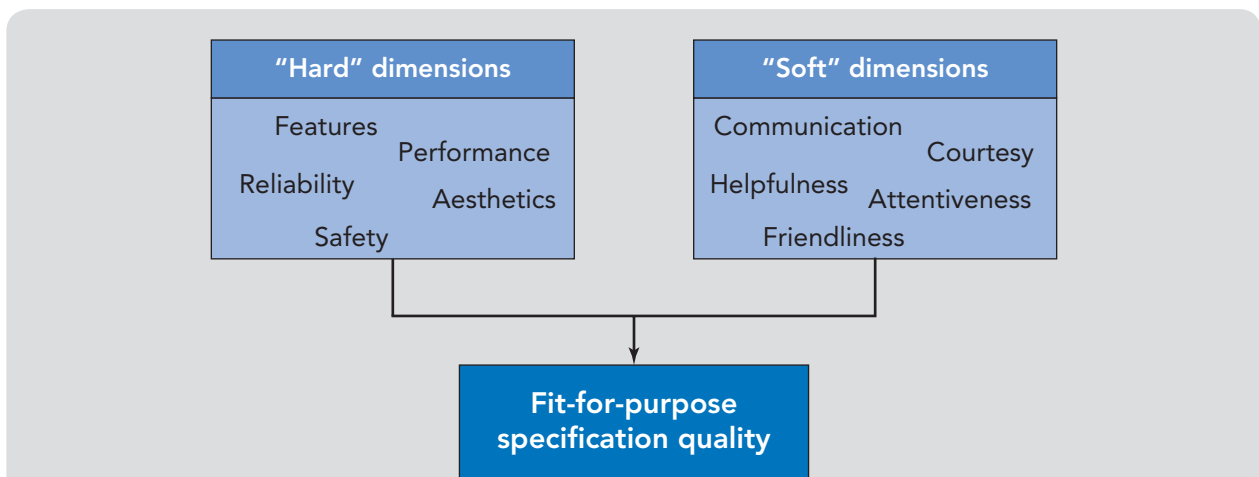 “Hard” dimensions
Features
Performance
Reliability
Aesthetics
Safety
“Soft” dimensions
Communication
Courtesy
Helpfulness
Attentiveness
Friendliness
Fit-for-purpose
specification quality